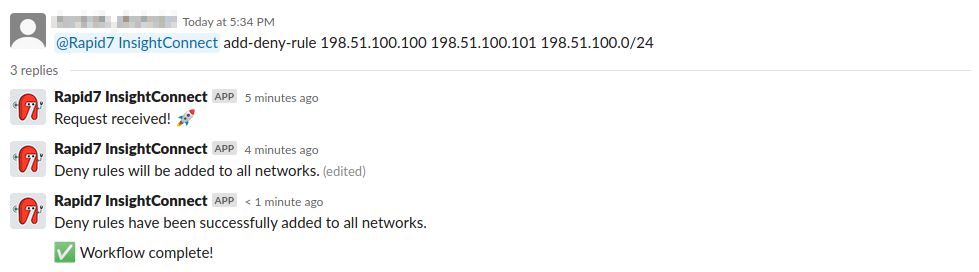 Today at 5:34 PM
@Rapid7 InsightConnect add-deny-rule 198.51.100.100 198.51.100.101 198.51.100.0/24
3 replies
Rapid7 InsightConnect APP 5 minutes ago
Request received! 🚀
Rapid7 InsightConnect APP 4 minutes ago
Deny rules will be added to all networks. (edited)
Rapid7 InsightConnect APP < 1 minute ago
Deny rules have been successfully added to all networks.
✅ Workflow complete!